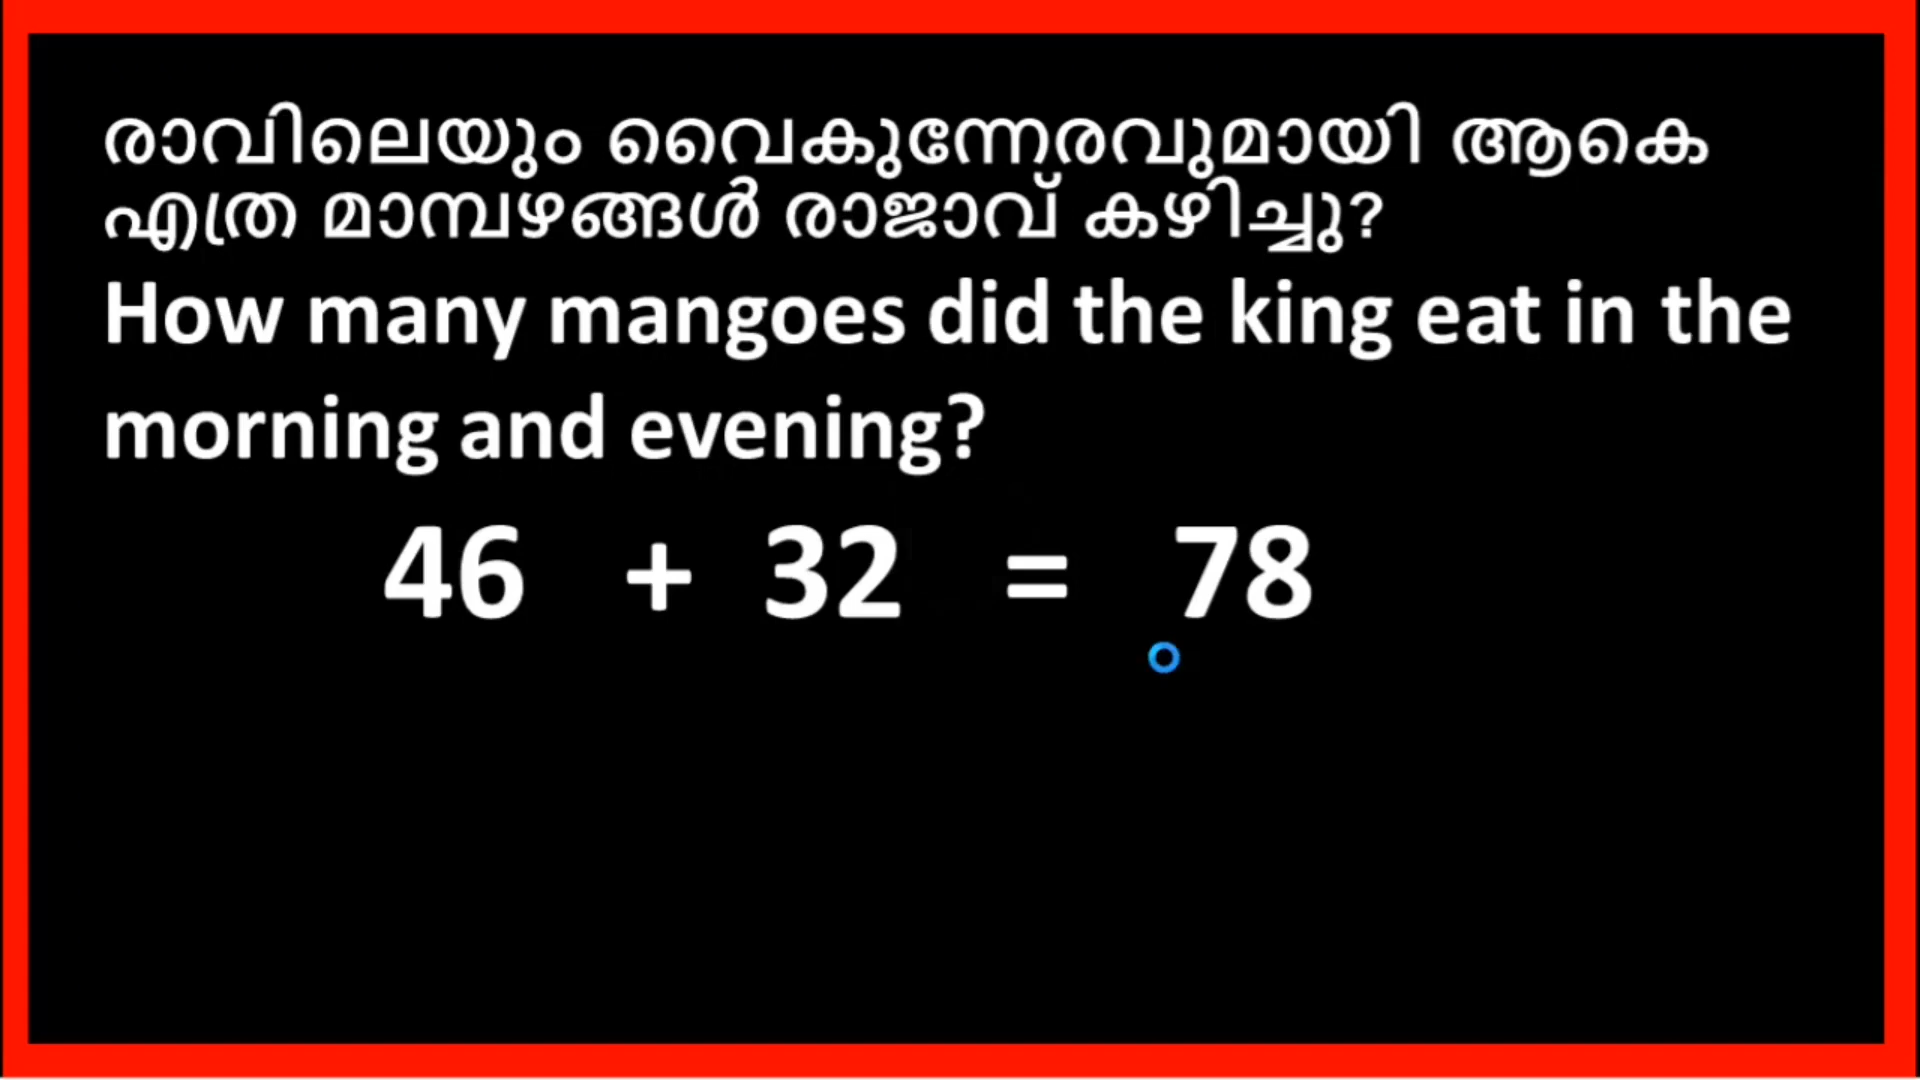 രാവിലെയും വൈകുന്നേരവുമായി ആകെ
എത്ര മാമ്പഴങ്ങൾ രാജാവ് കഴിച്ചു?
How many mangoes did the king eat in the
morning and evening?
46 + 32 = 78